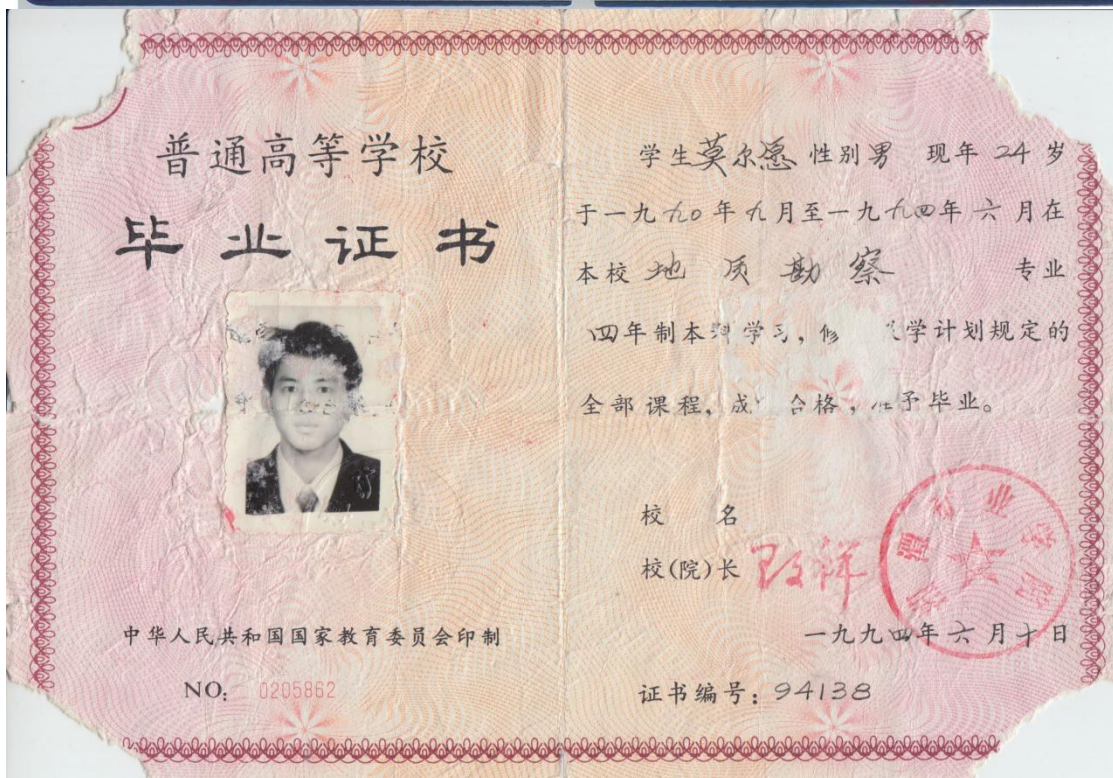 普通高等学校
毕业证书
中华人民共和国国家教育委员会印制
NO: 0205862
学生莫尔 性别男 现年 24 岁
于一九九〇年九月至一九九四年六月在
本校 地质勘察 专业
四年制本科学习，修 学计划规定的
全部课程，成 合格，准予毕业。
校 名
校(院)长
一九九四年六月十日
证书编号：94138